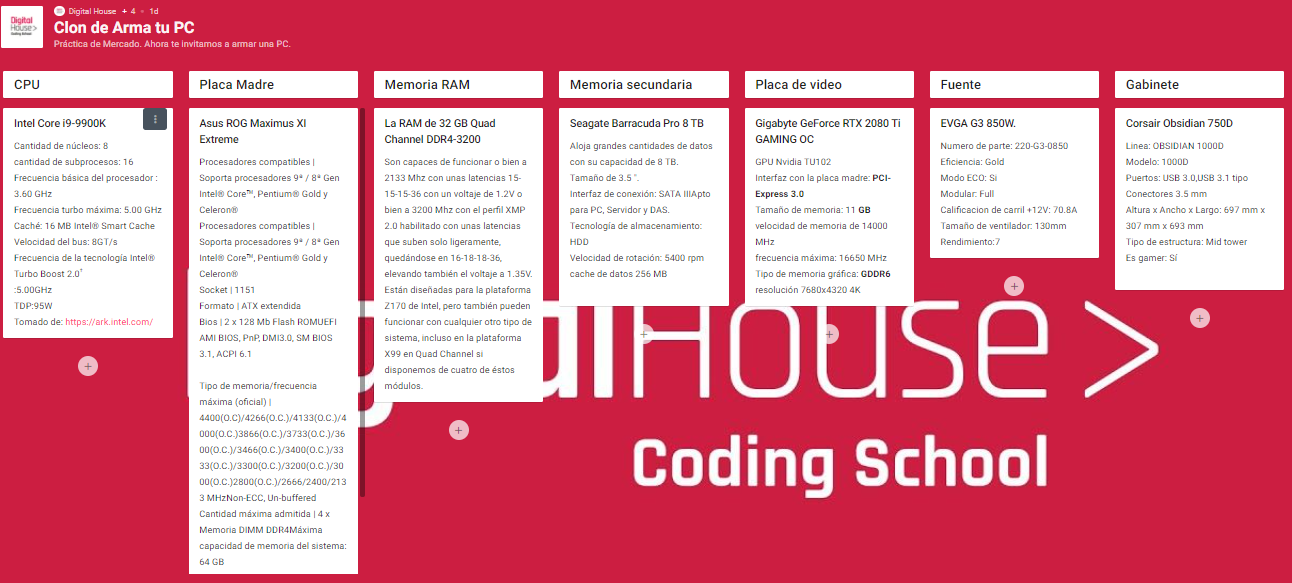 Digital House + 4 • 1d
Digital
House>
Coding School
Clon de Arma tu PC
Práctica de Mercado. Ahora te invitamos a armar una PC.
CPU
Intel Core i9-9900K
Cantidad de núcleos: 8
cantidad de subprocesos: 16
Frecuencia básica del procesador :
3.60 GHz
Frecuencia turbo máxima: 5.00 GHz
Caché: 16 MB Intel® Smart Cache
Velocidad del bus: 8GT/s
Frecuencia de la tecnología Intel®
Turbo Boost 2.0†
:5.00GHz
TDP:95W
Tomado de: https://ark.intel.com/
Placa Madre
Asus ROG Maximus XI
Extreme
Procesadores compatibles |
Soporta procesadores 9ª / 8ª Gen
Intel® Core™, Pentium® Gold y
Celeron®
Procesadores compatibles |
Soporta procesadores 9ª / 8ª Gen
Intel® Core™, Pentium® Gold y
Celeron®
Socket | 1151
Formato | ATX extendida
Bios | 2 x 128 Mb Flash ROMUEFI
AMI BIOS, PnP, DMI3.0, SM BIOS
3.1, ACPI 6.1
Tipo de memoria/frecuencia
máxima (oficial) |
4400(O.C)/4266(O.C.)/4133(O.C.)/4
000(O.C.)3866(O.C.)/3733(O.C.)/36
00(O.C.)/3466(O.C.)/3400(O.C.)/33
33(O.C.)/3300(O.C.)/3200(O.C.)/30
00(O.C.)2800(O.C.)/2666/2400/213
3 MHzNon-ECC, Un-buffered
Cantidad máxima admitida | 4 x
Memoria DIMM DDR4Máxima
capacidad de memoria del sistema:
64 GB
Memoria RAM
La RAM de 32 GB Quad
Channel DDR4-3200
Son capaces de funcionar o bien a
2133 Mhz con unas latencias 15-
15-15-36 con un voltaje de 1.2V o
bien a 3200 Mhz con el perfil XMP
2.0 habilitado con unas latencias
que suben solo ligeramente,
quedándose en 16-18-18-36,
elevando también el voltaje a 1.35V.
Están diseñadas para la plataforma
Z170 de Intel, pero también pueden
funcionar con cualquier otro tipo de
sistema, incluso en la plataforma
X99 en Quad Channel si
disponemos de cuatro de éstos
módulos.
Memoria secundaria
Seagate Barracuda Pro 8 TB
Aloja grandes cantidades de datos
con su capacidad de 8 TB.
Tamaño de 3.5 ".
Interfaz de conexión: SATA IIIApto
para PC, Servidor y DAS.
Tecnología de almacenamiento:
HDD
Velocidad de rotación: 5400 rpm
cache de datos 256 MB
Placa de video
Gigabyte GeForce RTX 2080 Ti
GAMING OC
GPU Nvidia TU102
Interfaz con la placa madre: PCI-
Express 3.0
Tamaño de memoria: 11 GB
velocidad de memoria de 14000
MHz
frecuencia máxima: 16650 MHz
Tipo de memoria gráfica: GDDR6
resolución 7680x4320 4K
Fuente
EVGA G3 850W.
Numero de parte: 220-G3-0850
Eficiencia: Gold
Modo ECO: Si
Modular: Full
Calificacion de carril +12V: 70.8A
Tamaño de ventilador: 130mm
Rendimiento:7
Gabinete
Corsair Obsidian 750D
Linea: OBSIDIAN 1000D
Modelo: 1000D
Puertos: USB 3.0,USB 3.1 tipo
Conectores 3.5 mm
Altura x Ancho x Largo: 697 mm x
307 mm x 693 mm
Tipo de estructura: Mid tower
Es gamer: Sí
House>
Coding School